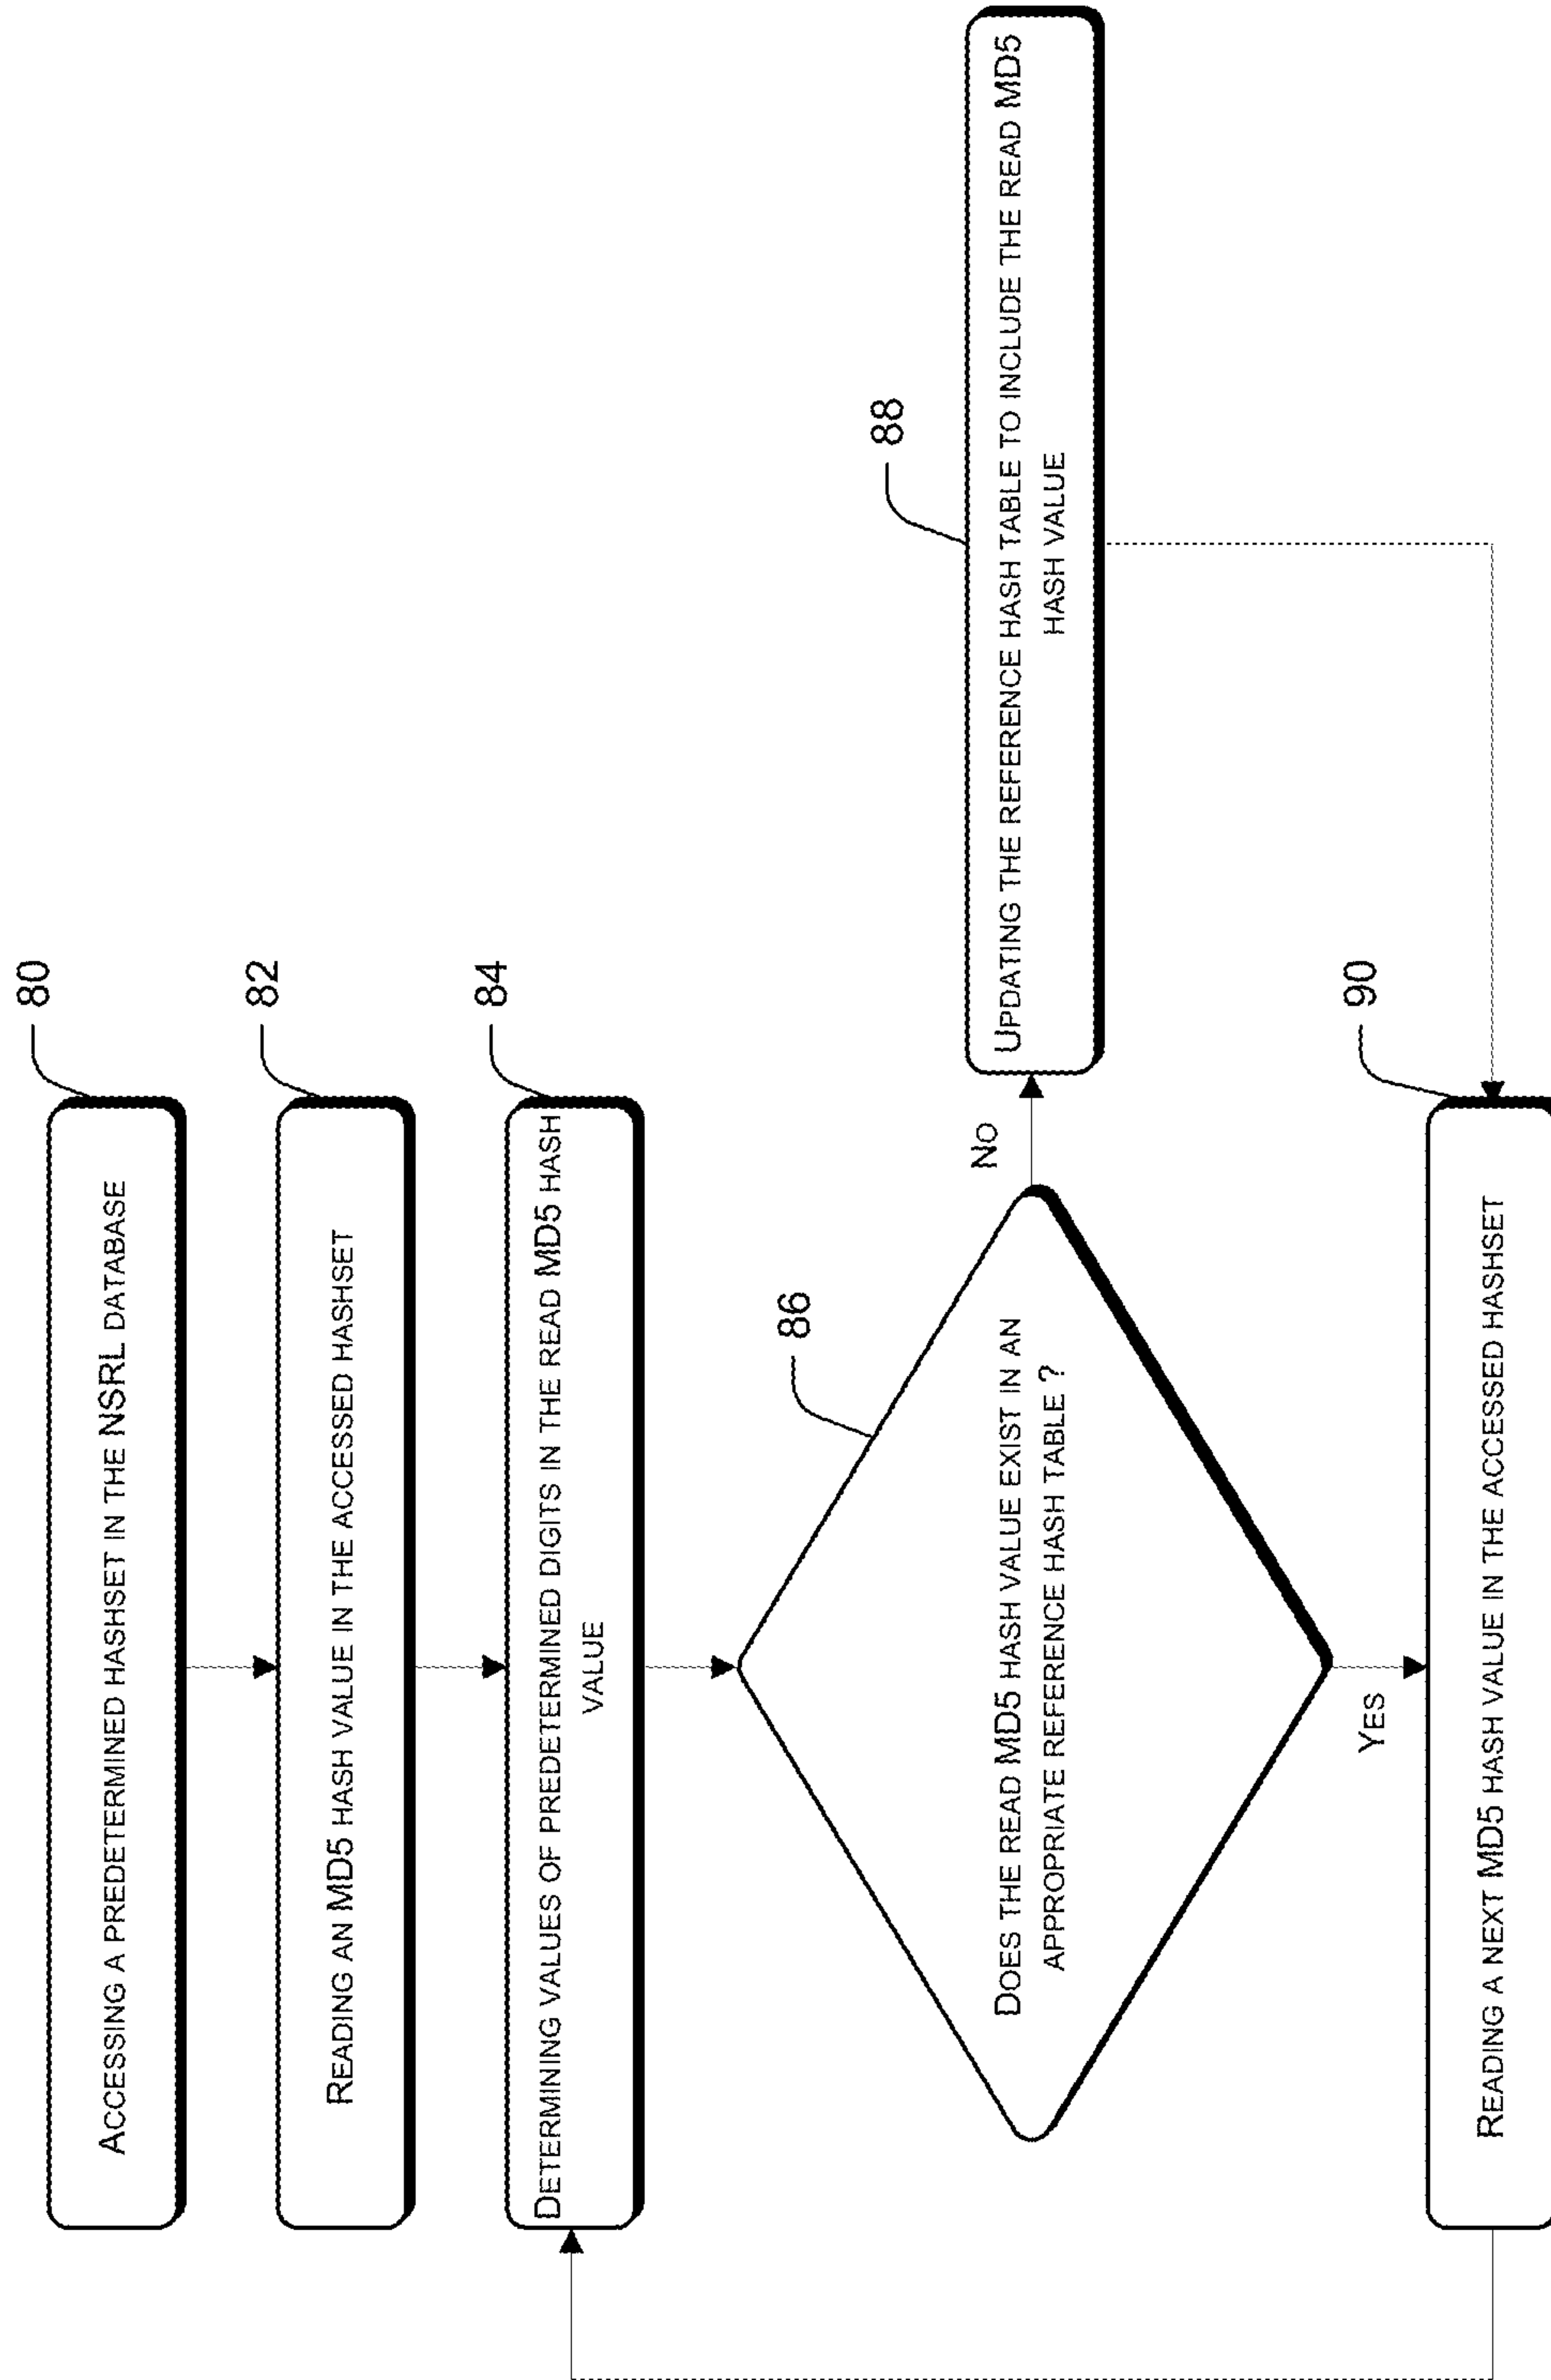 80
ACCESSING A PREDETERMINED HASHSET IN THE NSRL DATABASE
82
READING AN MD5 HASH VALUE IN THE ACCESSED HASHSET
84
DETERMINING VALUES OF PREDETERMINED DIGITS IN THE READ MD5 HASH
VALUE
86
DOES THE READ MD5 HASH VALUE EXIST IN AN
APPROPRIATE REFERENCE HASH TABLE ?
NO
88
UPDATING THE REFERENCE HASH TABLE TO INCLUDE THE READ MD5
HASH VALUE
YES
90
READING A NEXT MD5 HASH VALUE IN THE ACCESSED HASHSET